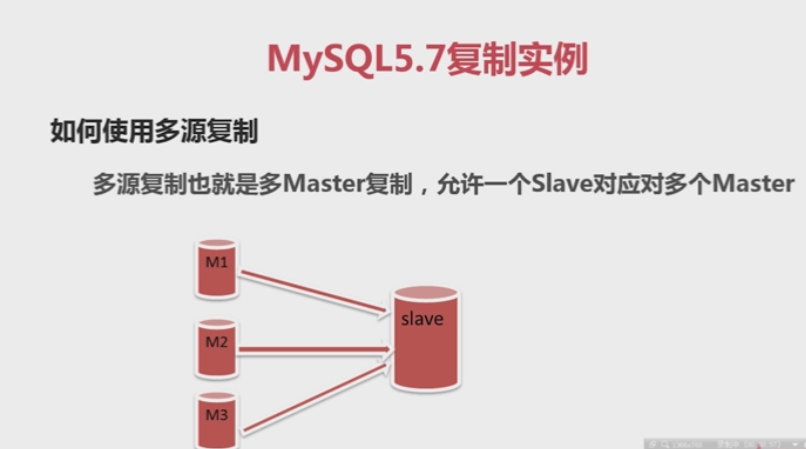 MySQL5.7复制实例
如何使用多源复制
多源复制也就是多Master复制，允许一个Slave对应对多个Master
M1
slave
M2
M3